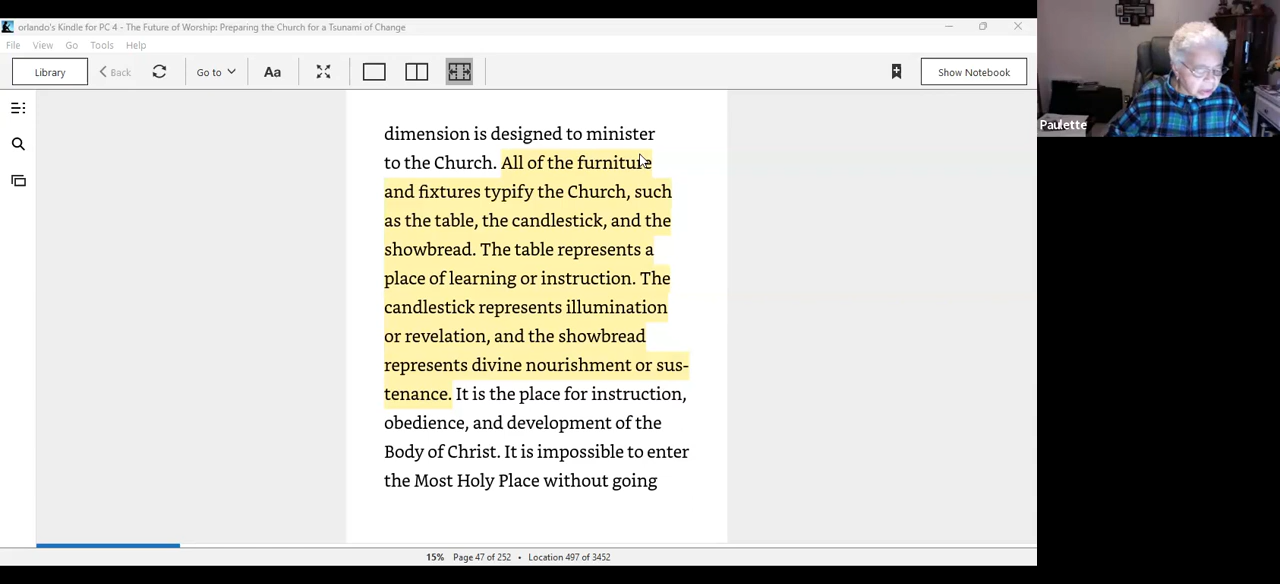 orlando's Kindle for PC 4 - The Future of Worship: Preparing the Church for a Tsunami of Change
File View Go Tools Help
Library Back Go to Aa Show Notebook
Paulette
dimension is designed to minister
to the Church. All of the furniture
and fixtures typify the Church, such
as the table, the candlestick, and the
showbread. The table represents a
place of learning or instruction. The
candlestick represents illumination
or revelation, and the showbread
represents divine nourishment or sus-
tenance. It is the place for instruction,
obedience, and development of the
Body of Christ. It is impossible to enter
the Most Holy Place without going
15% Page 47 of 252 • Location 497 of 3452